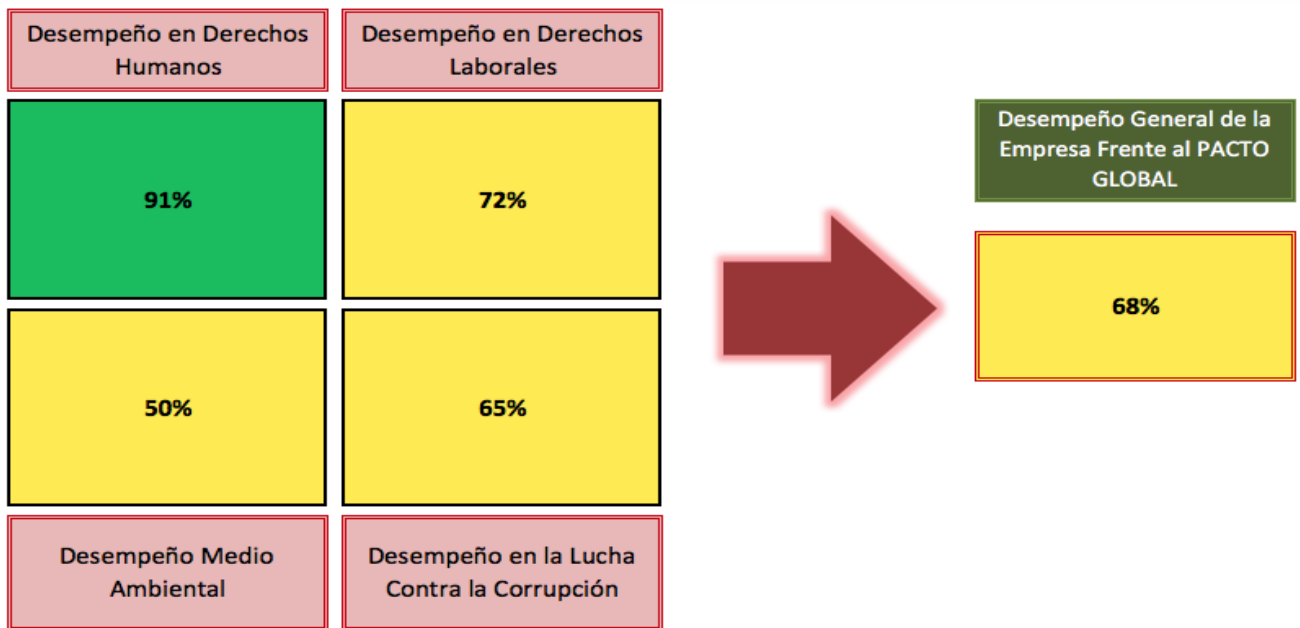 Desempeño en Derechos
Humanos
Desempeño en Derechos
Laborales
91%
72%
50%
65%
Desempeño Medio
Ambiental
Desempeño en la Lucha
Contra la Corrupción
Desempeño General de la
Empresa Frente al PACTO
GLOBAL
68%